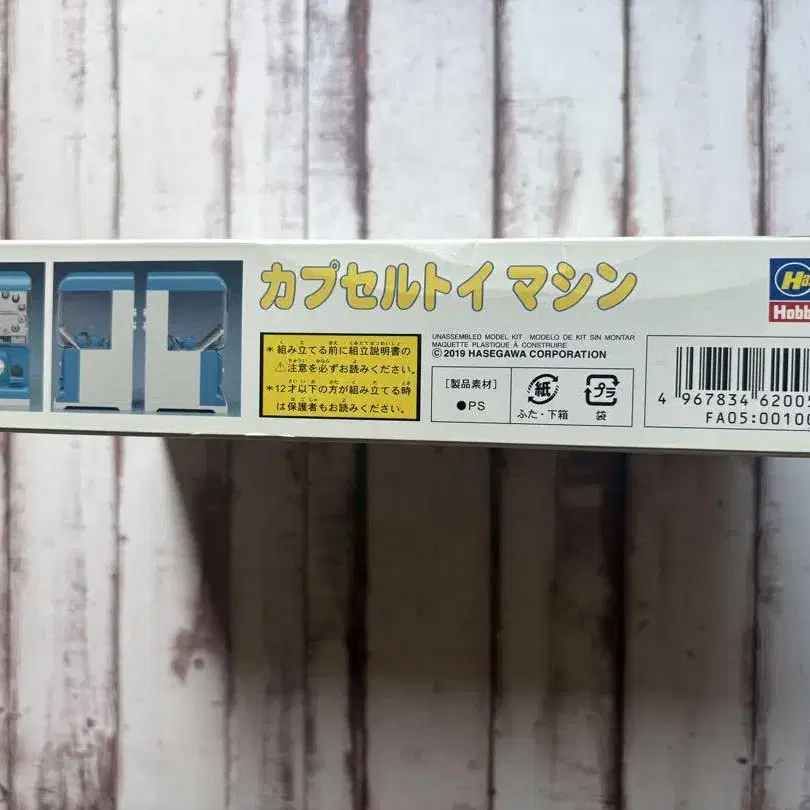 カプセルトイ マシン
Ha
Hobb
*組み立てる前に組立説明書の
⚠注意を必ずお読みください。
*12才以下の方が組み立てる時
は保護者もお読みください。
UNASSEMBLED MODEL KIT MODELO DE KIT SIN MONTAR
MAQUETTE PLASTIQUE À CONSTRUIRE
© 2019 HASEGAWA CORPORATION
[製品素材]
●PS
紙
ふた・下箱
プラ
袋
4 967834 62005
FA05:0010